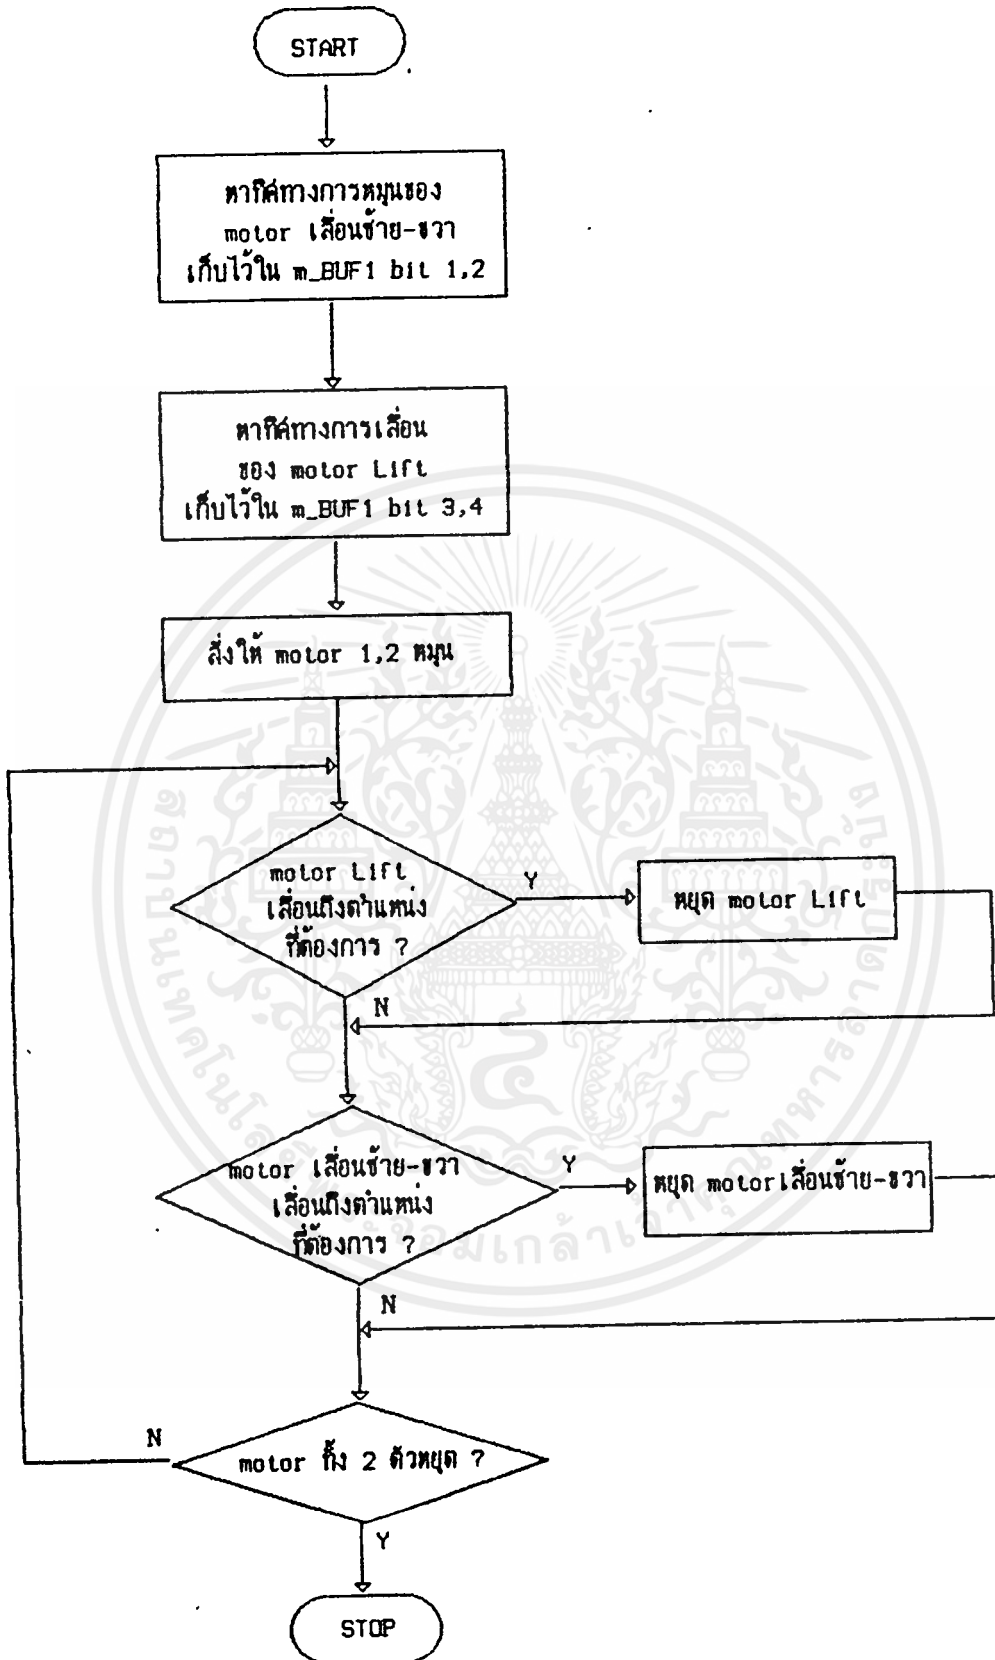 START
หาทิศทางการหมุนของ
motor เลื่อนซ้าย-ขวา
เก็บไว้ใน m_BUF1 bit 1,2
หาทิศทางการเลื่อน
ของ motor Lift
เก็บไว้ใน m_BUF1 bit 3,4
สั่งให้ motor 1,2 หมุน
motor Lift
เลื่อนถึงตำแหน่ง
ที่ต้องการ ?
Y
หยุด motor Lift
N
motor เลื่อนซ้าย-ขวา
เลื่อนถึงตำแหน่ง
ที่ต้องการ ?
Y
หยุด motorเลื่อนซ้าย-ขวา
N
motor ทั้ง 2 ตัวหยุด ?
N
Y
STOP